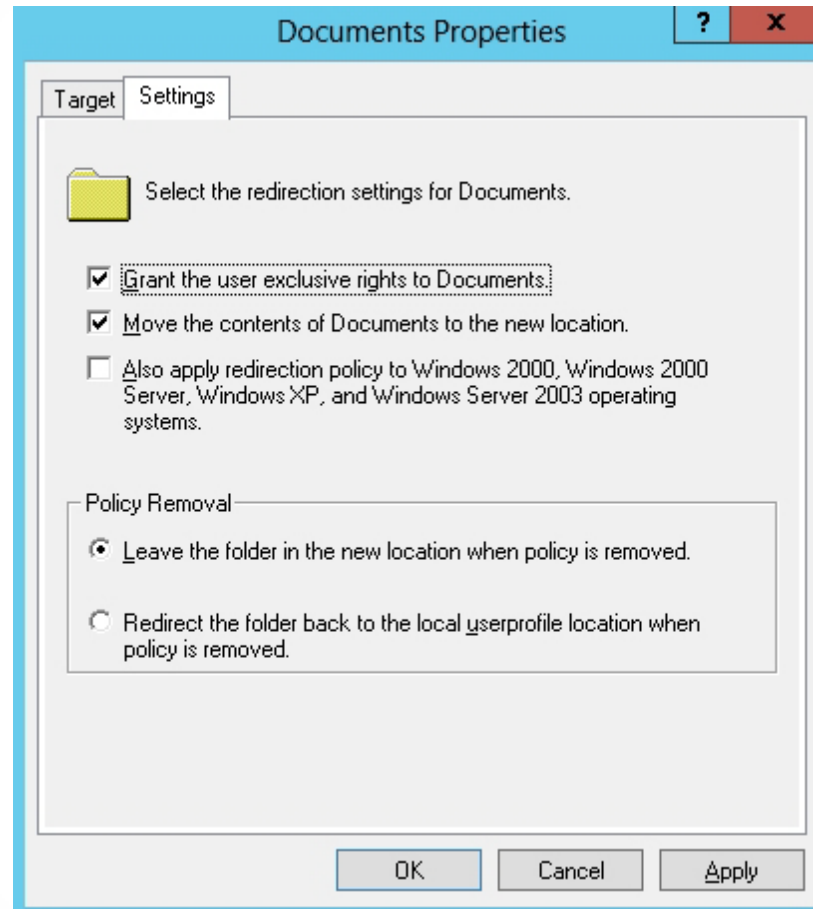 Documents Properties
? x
Target Settings
Select the redirection settings for Documents.
Grant the user exclusive rights to Documents.
Move the contents of Documents to the new location.
Also apply redirection policy to Windows 2000, Windows 2000
Server, Windows XP, and Windows Server 2003 operating
systems.
Policy Removal
Leave the folder in the new location when policy is removed.
Redirect the folder back to the local userprofile location when
policy is removed.
OK Cancel Apply